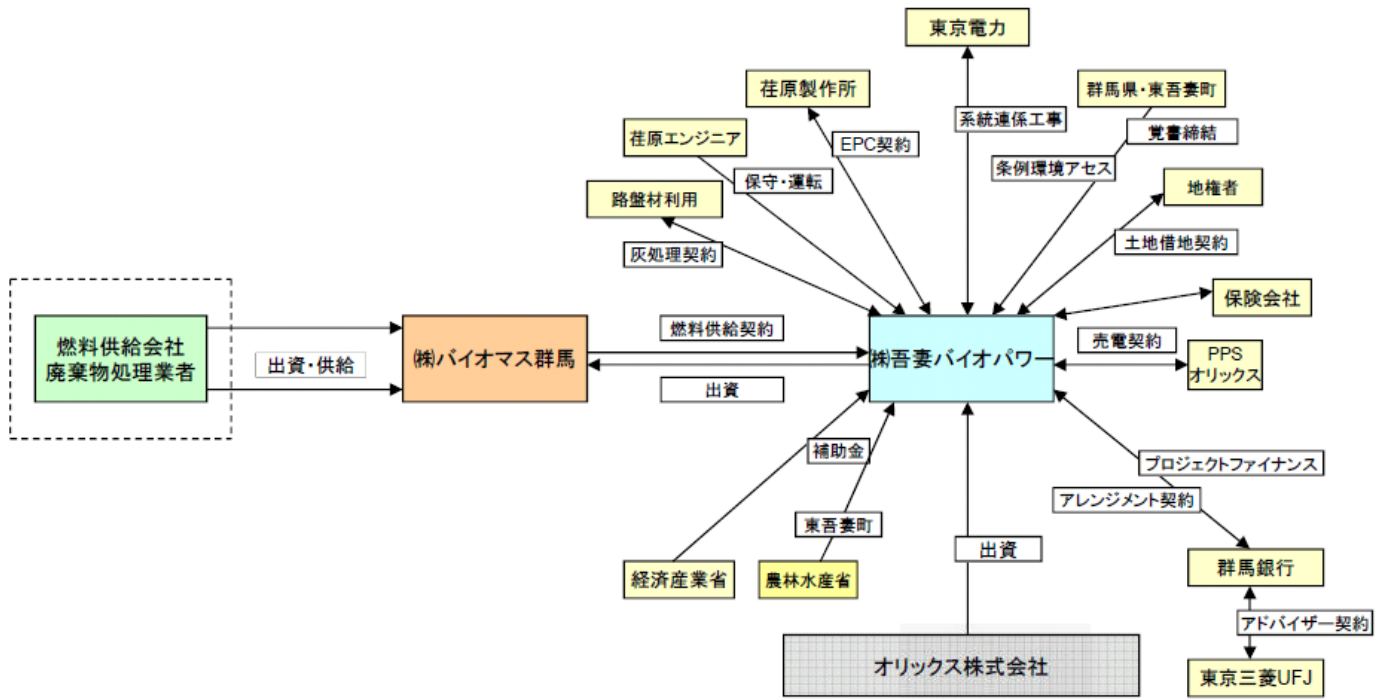 東京電力
荏原製作所
群馬県・東吾妻町
系統連係工事
覚書締結
荏原エンジニア
EPC契約
条例環境アセス
保守・運転
地権者
路盤材利用
土地借地契約
灰処理契約
保険会社
燃料供給会社
廃棄物処理業者
出資・供給
㈱バイオマス群馬
燃料供給契約
出資
㈱吾妻バイオパワー
売電契約
PPS
オリックス
補助金
プロジェクトファイナンス
アレンジメント契約
東吾妻町
出資
経済産業省
農林水産省
群馬銀行
アドバイザー契約
オリックス株式会社
東京三菱UFJ